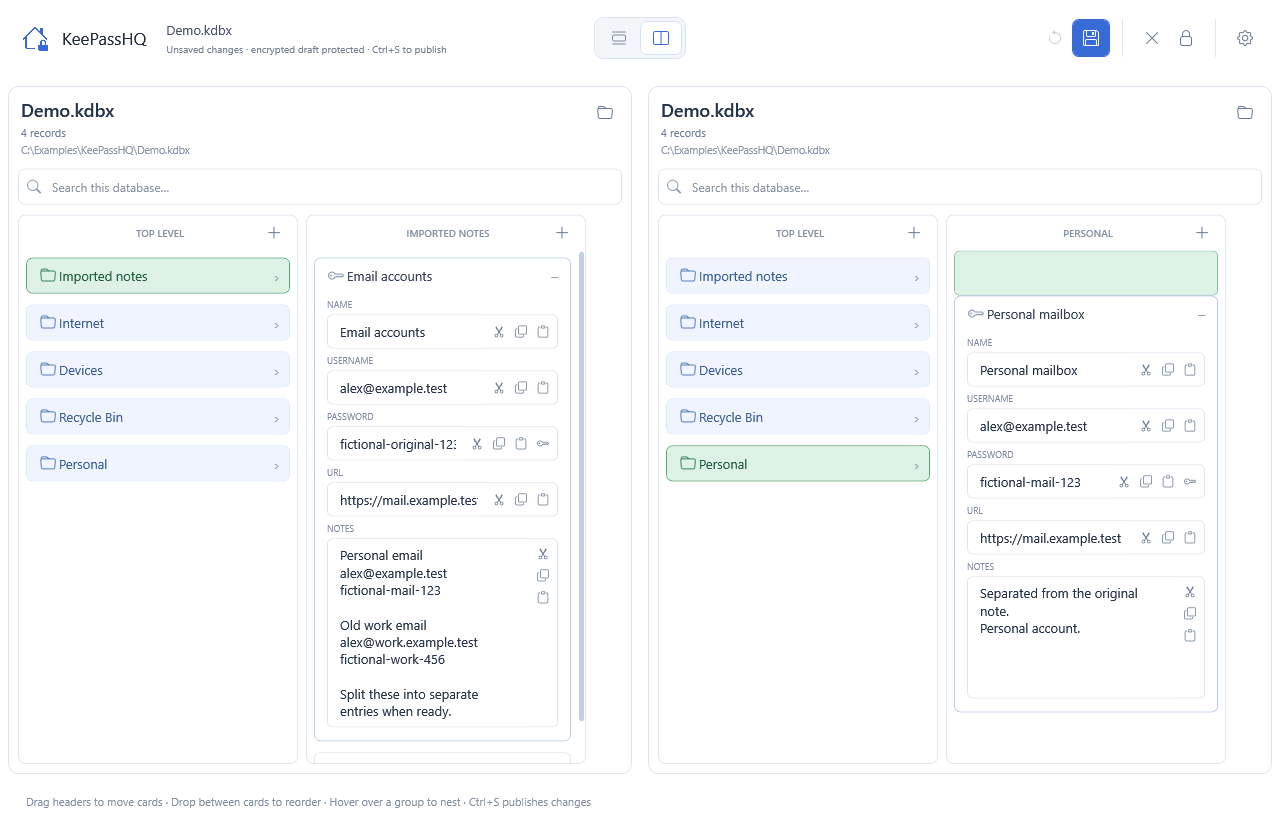 KeePassHQ
Demo.kdbx
Unsaved changes · encrypted draft protected · Ctrl+S to publish
Demo.kdbx
4 records
C:\Examples\KeePassHQ\Demo.kdbx
Search this database...
TOP LEVEL
Imported notes
Internet
Devices
Recycle Bin
Personal
IMPORTED NOTES
Email accounts
NAME
Email accounts
USERNAME
alex@example.test
PASSWORD
fictional-original-123
URL
https://mail.example.test
NOTES
Personal email
alex@example.test
fictional-mail-123
Old work email
alex@work.example.test
fictional-work-456
Split these into separate
entries when ready.
Demo.kdbx
4 records
C:\Examples\KeePassHQ\Demo.kdbx
Search this database...
TOP LEVEL
Imported notes
Internet
Devices
Recycle Bin
Personal
PERSONAL
Personal mailbox
NAME
Personal mailbox
USERNAME
alex@example.test
PASSWORD
fictional-mail-123
URL
https://mail.example.test
NOTES
Separated from the original
note.
Personal account.
Drag headers to move cards · Drop between cards to reorder · Hover over a group to nest · Ctrl+S publishes changes